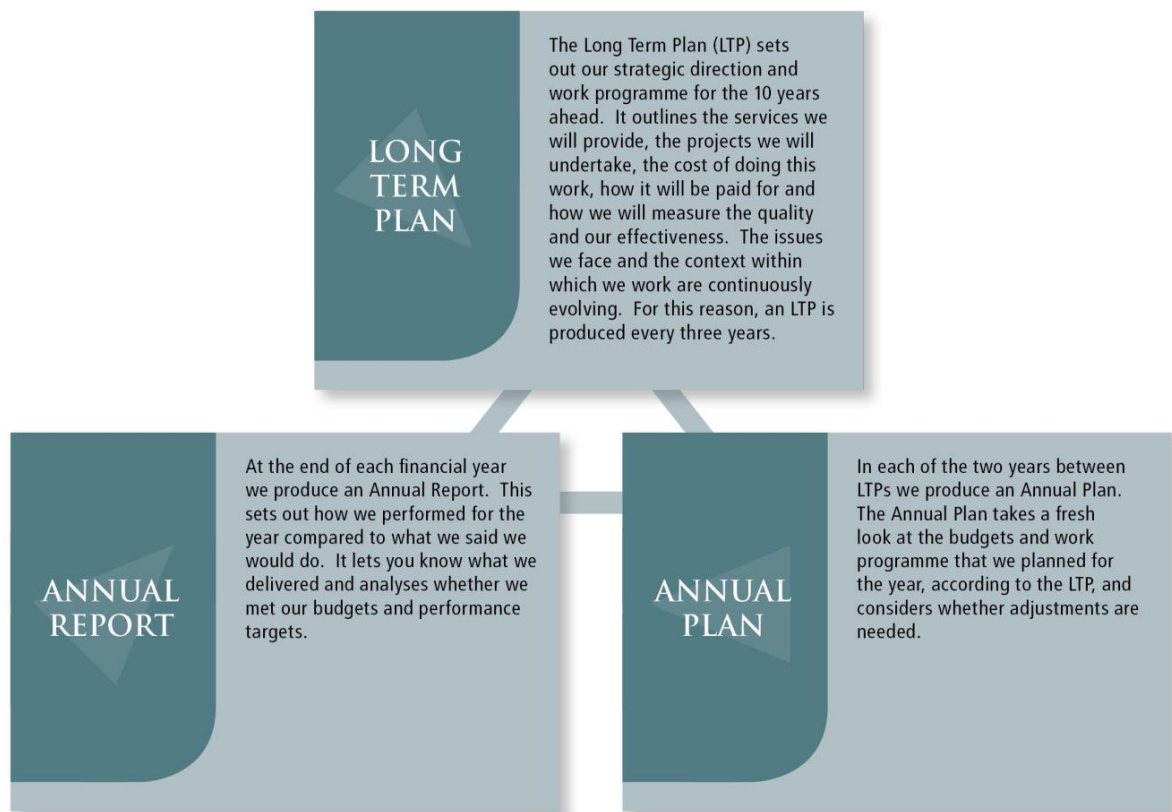 LONG
TERM
PLAN
The Long Term Plan (LTP) sets
out our strategic direction and
work programme for the 10 years
ahead.  It outlines the services we
will provide, the projects we will
undertake, the cost of doing this
work, how it will be paid for and
how we will measure the quality
and our effectiveness.  The issues
we face and the context within
which we work are continuously
evolving.  For this reason, an LTP is
produced every three years.
ANNUAL
REPORT
At the end of each financial year
we produce an Annual Report.  This
sets out how we performed for the
year compared to what we said we
would do.  It lets you know what we
delivered and analyses whether we
met our budgets and performance
targets.
ANNUAL
PLAN
In each of the two years between
LTPs we produce an Annual Plan.
The Annual Plan takes a fresh
look at the budgets and work
programme that we planned for
the year, according to the LTP, and
considers whether adjustments are
needed.